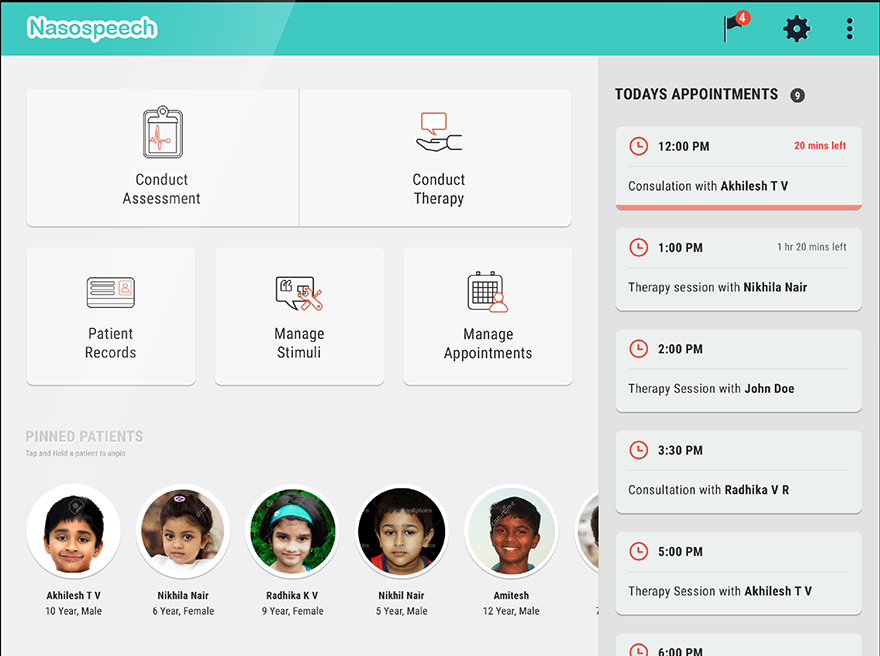 Nasospeech
4
Conduct
Assessment
Conduct
Therapy
Patient
Records
Manage
Stimuli
Manage
Appointments
PINNED PATIENTS
Tap and Hold a patient to unpin
Akhilesh T V
10 Year, Male
Nikhila Nair
6 Year, Female
Radhika K V
9 Year, Female
Nikhil Nair
5 Year, Male
Amitesh
12 Year, Male
TODAYS APPOINTMENTS 9
12:00 PM 20 mins left
Consulation with Akhilesh T V
1:00 PM 1 hr 20 mins left
Therapy session with Nikhila Nair
2:00 PM
Therapy Session with John Doe
3:30 PM
Consultation with Radhika V R
5:00 PM
Therapy Session with Akhilesh T V
6:00 PM